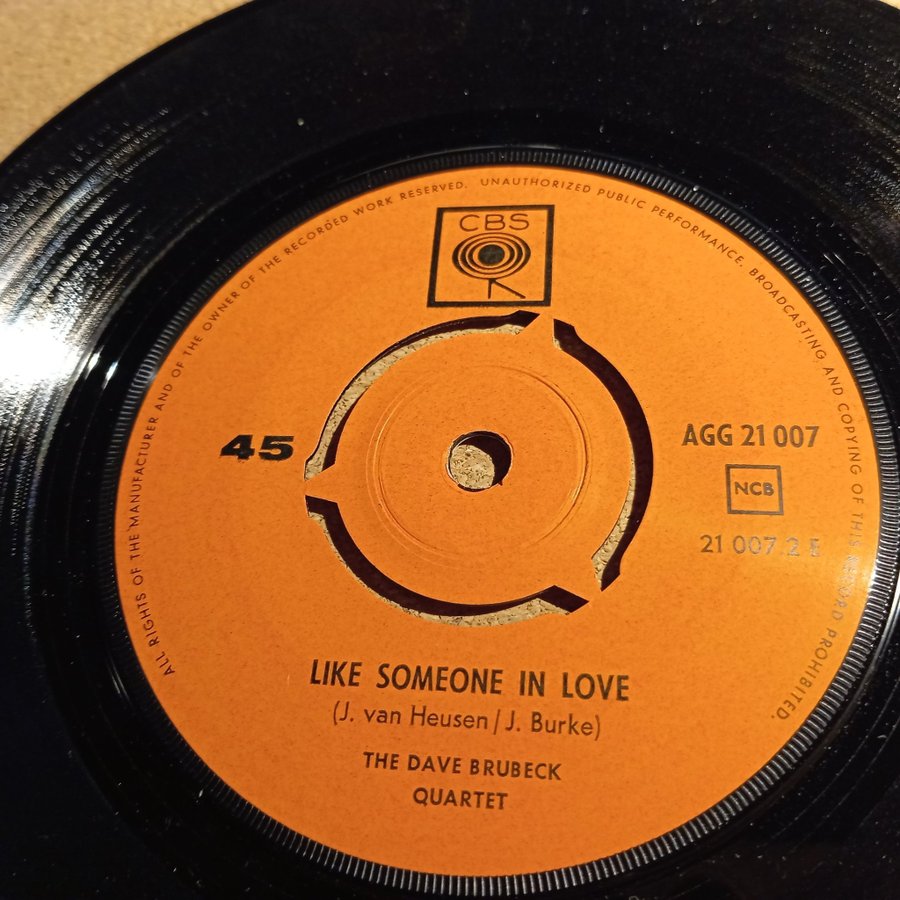 ALL RIGHTS OF THE MANUFACTURER AND OF THE OWNER OF THE RECORDED WORK RESERVED. UNAUTHORIZED PUBLIC PERFORMANCE. BROADCASTING AND COPYING OF THIS RECORD PROHIBITED.
CBS
45
AGG 21 007
NCB
21 007.2 E
LIKE SOMEONE IN LOVE
(J. van Heusen/J. Burke)
THE DAVE BRUBECK
QUARTET